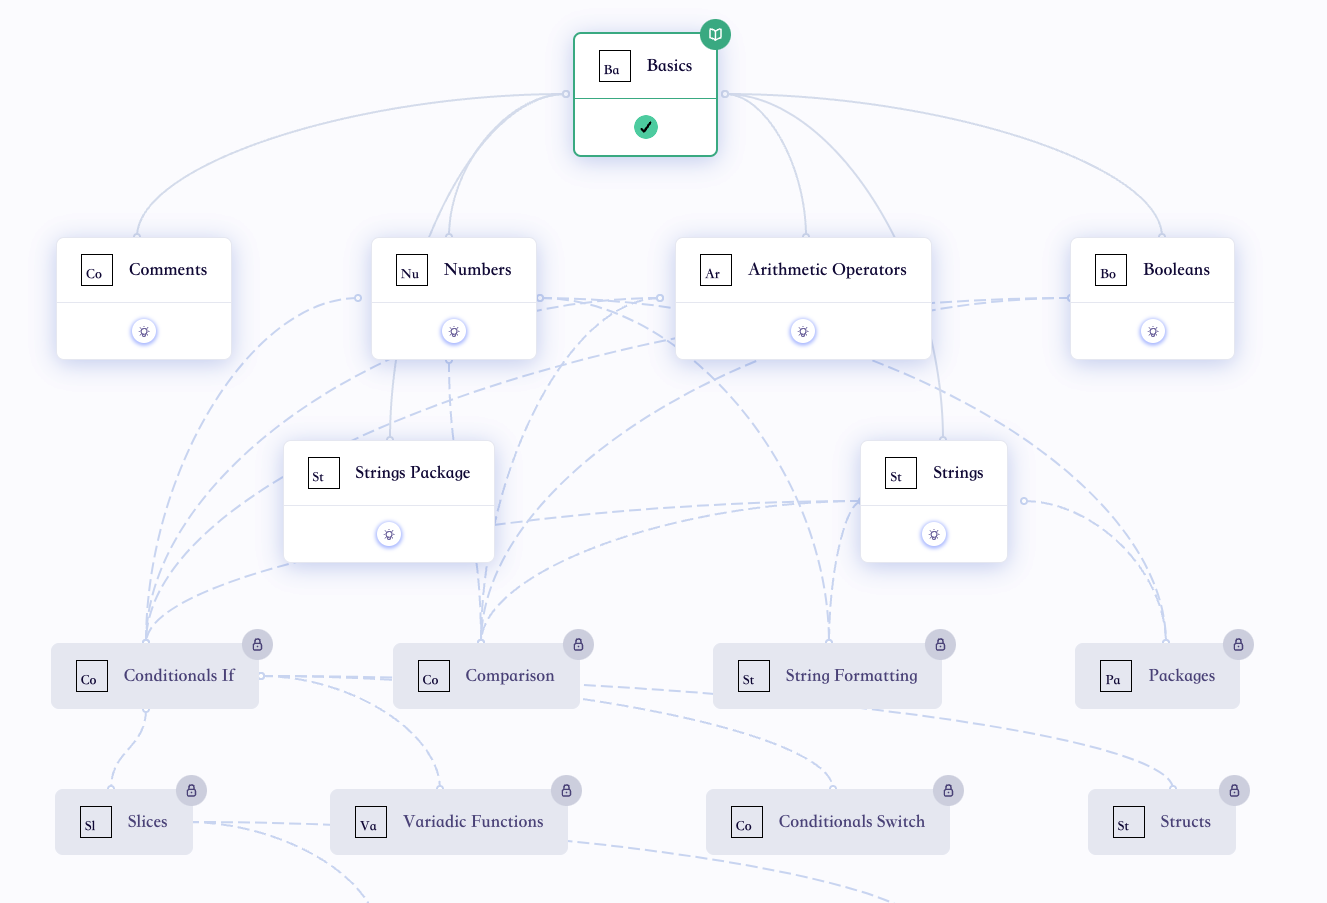 Ba Basics
Co Comments
Nu Numbers
Ar Arithmetic Operators
Bo Booleans
St Strings Package
St Strings
Co Conditionals If
Co Comparison
St String Formatting
Pa Packages
Sl Slices
Va Variadic Functions
Co Conditionals Switch
St Structs